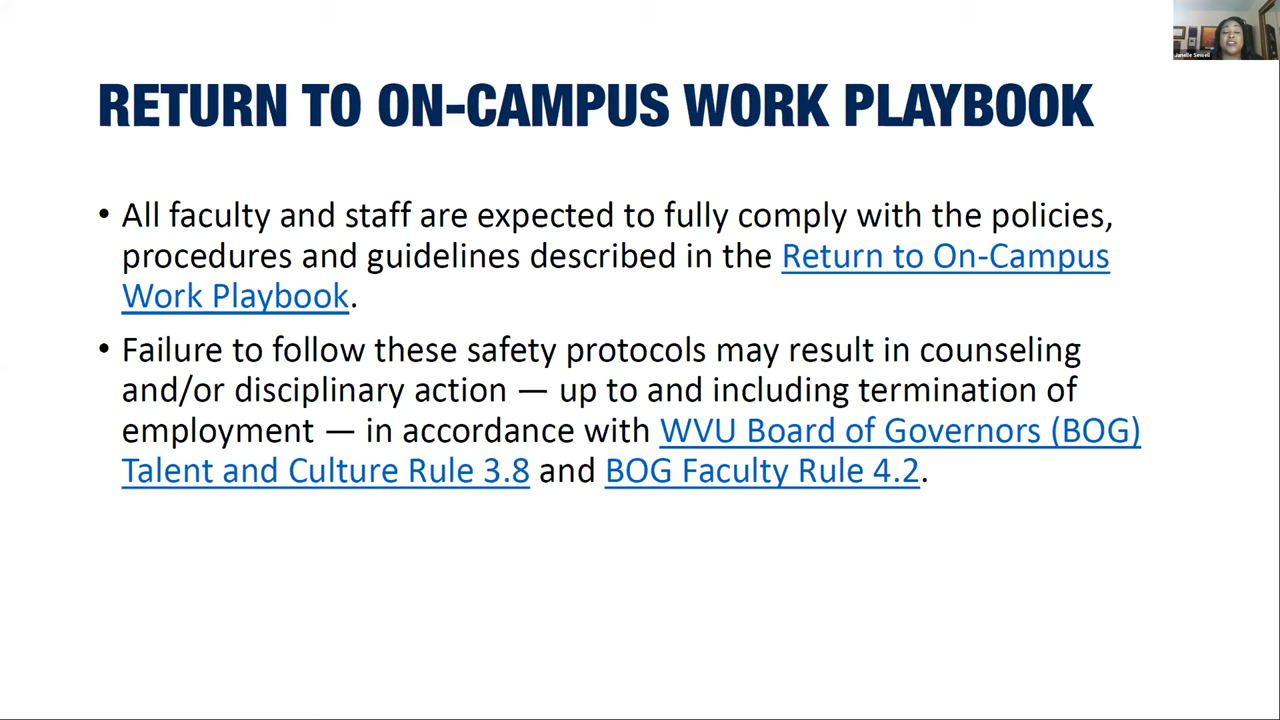 Janelle Sewell
RETURN TO ON-CAMPUS WORK PLAYBOOK
• All faculty and staff are expected to fully comply with the policies,
procedures and guidelines described in the Return to On-Campus
Work Playbook.
• Failure to follow these safety protocols may result in counseling
and/or disciplinary action — up to and including termination of
employment — in accordance with WVU Board of Governors (BOG)
Talent and Culture Rule 3.8 and BOG Faculty Rule 4.2.